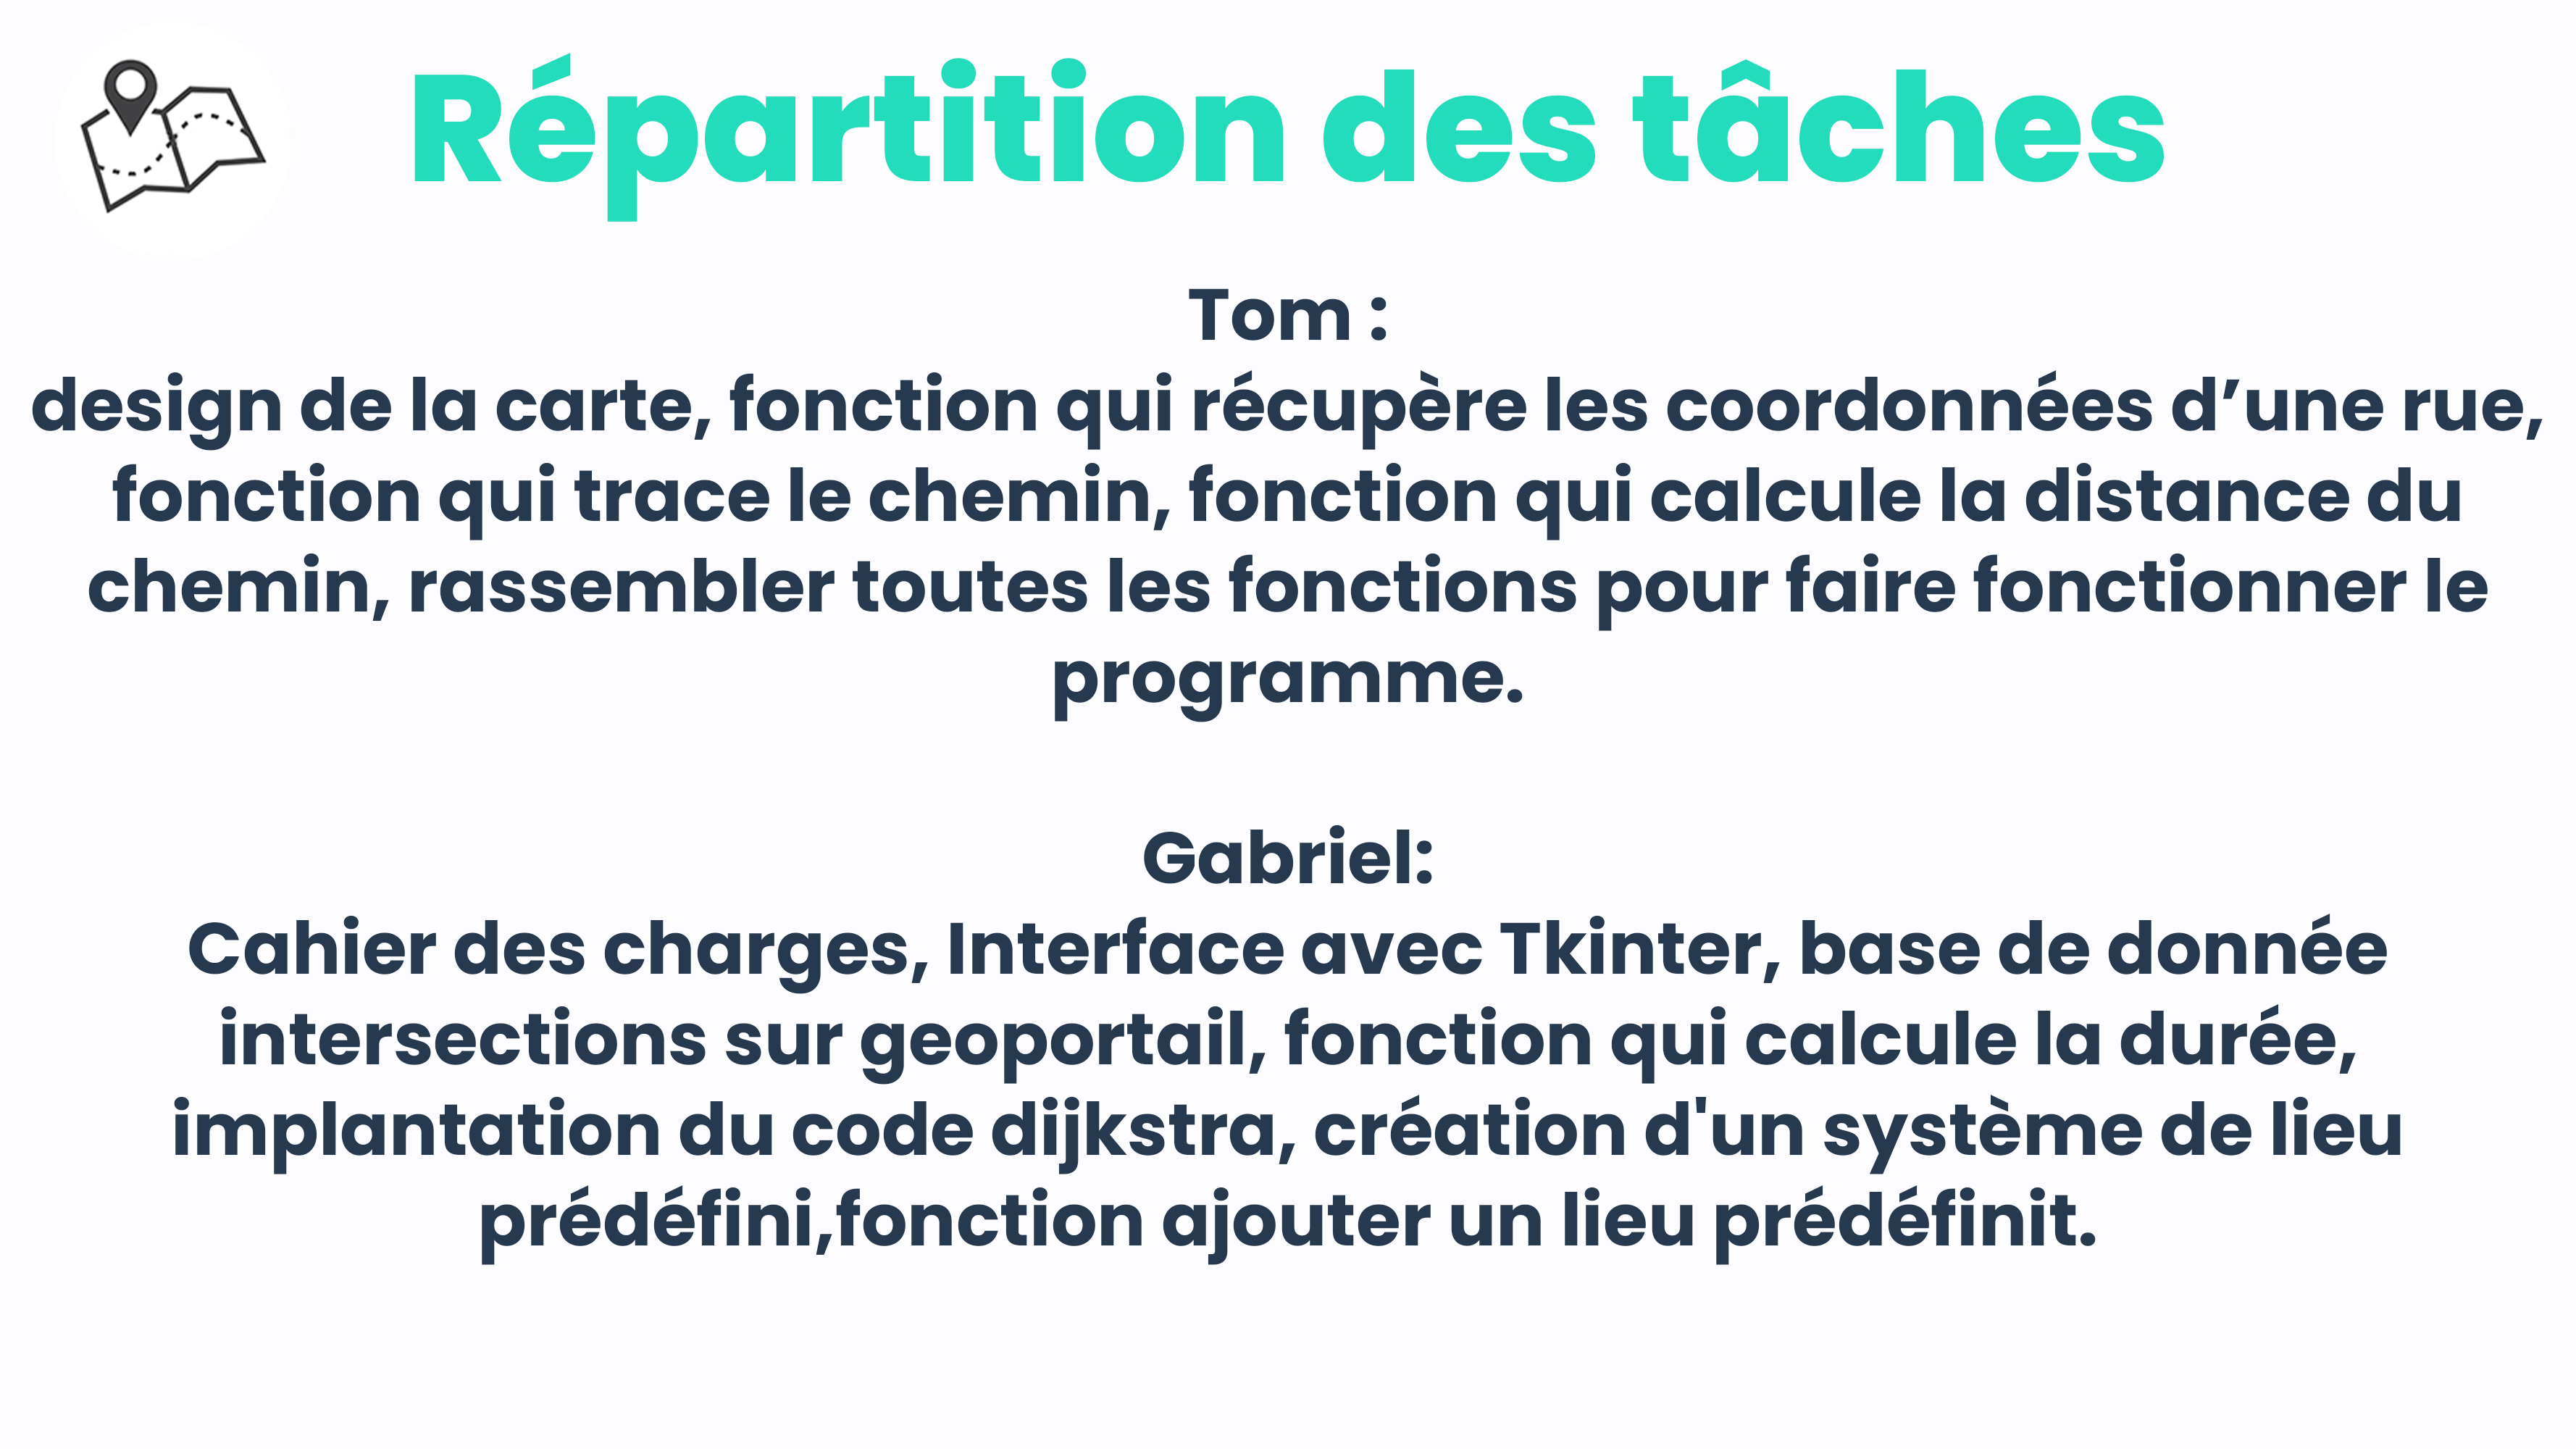 Répartition des tâches
Tom :
design de la carte, fonction qui récupère les coordonnées d’une rue,
fonction qui trace le chemin, fonction qui calcule la distance du
chemin, rassembler toutes les fonctions pour faire fonctionner le
programme.
Gabriel:
Cahier des charges, Interface avec Tkinter, base de donnée
intersections sur geoportail, fonction qui calcule la durée,
implantation du code dijkstra, création d'un système de lieu
prédéfini,fonction ajouter un lieu prédéfinit.